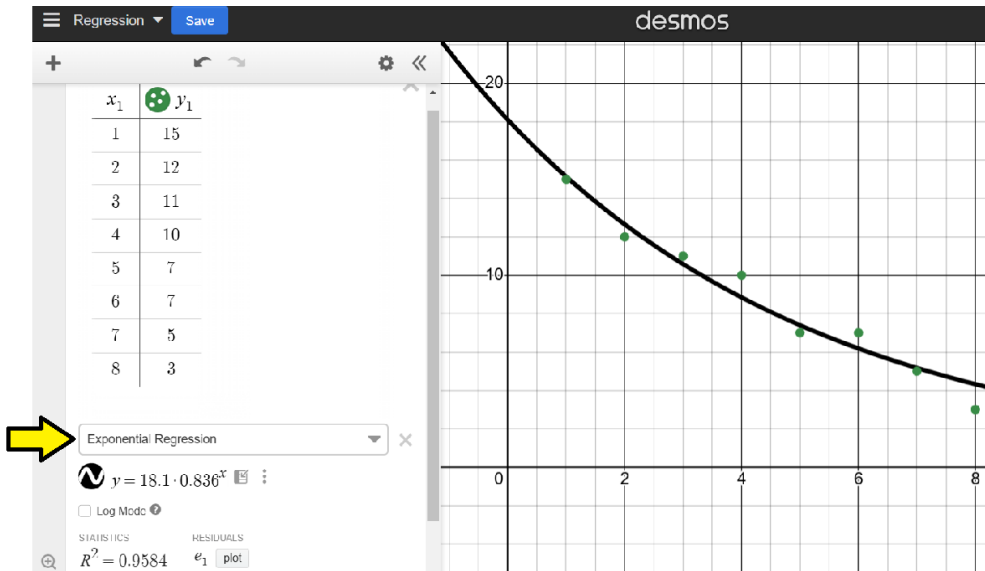 Regression Save desmos
+
x₁ y₁
1 15
2 12
3 11
4 10
5 7
6 7
7 5
8 3
Exponential Regression
y = 18.1 · 0.836ˣ
Log Mode ?
STATISTICS RESIDUALS
R² = 0.9584 e₁ plot
20
10
0 2 4 6 8